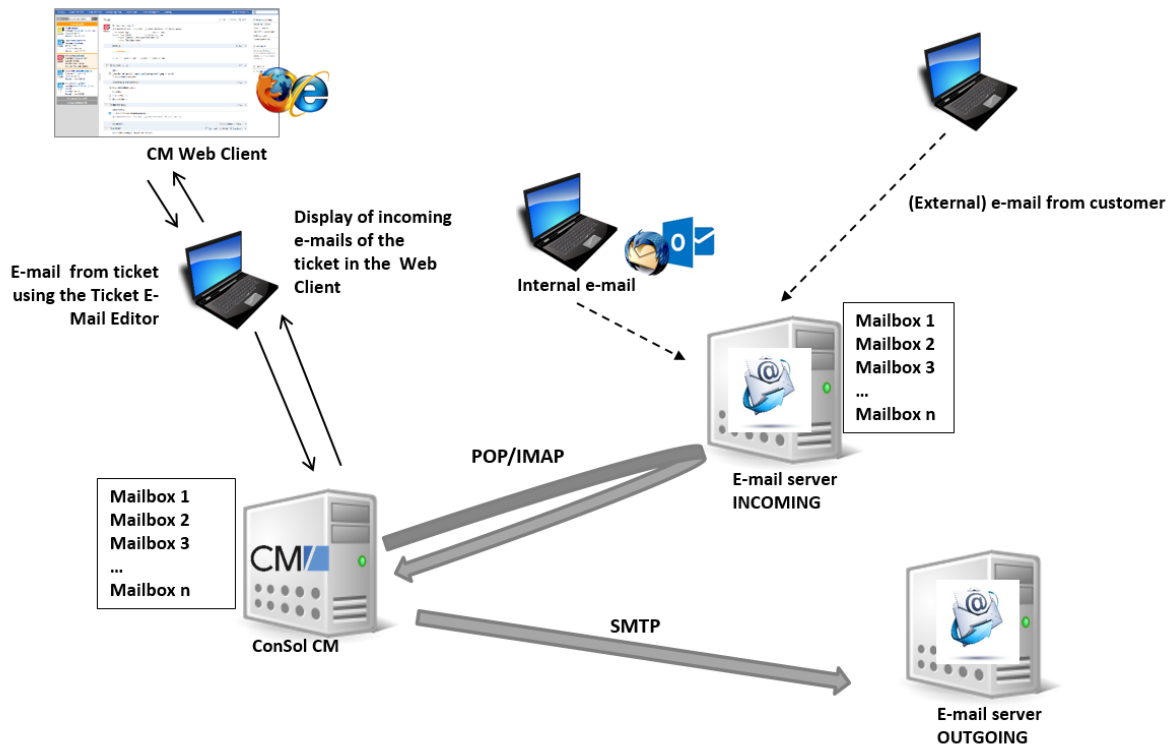 CM Web Client
(External) e-mail from customer
Display of incoming
e-mails of the
ticket in the Web
Client
E-mail from ticket
using the Ticket E-
Mail Editor
Internal e-mail
Mailbox 1
Mailbox 2
Mailbox 3
...
Mailbox n
POP/IMAP
E-mail server
INCOMING
Mailbox 1
Mailbox 2
Mailbox 3
...
Mailbox n
CM/
ConSol CM
SMTP
E-mail server
OUTGOING